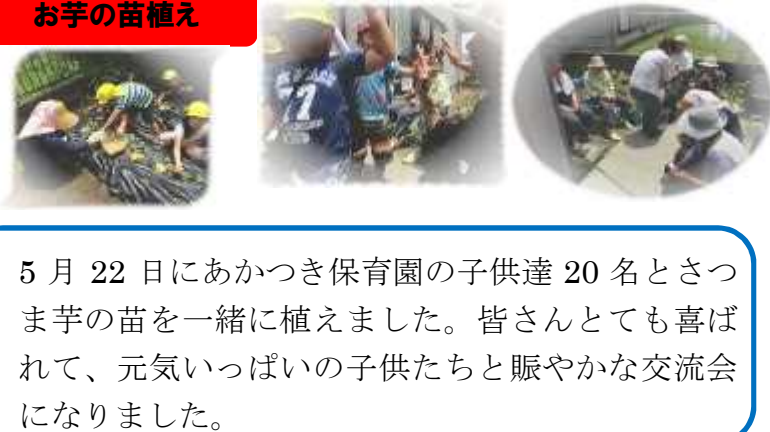 お芋の苗植え
5 月 22 日にあかつき保育園の子供達 20 名とさつ
ま芋の苗を一緒に植えました。皆さんとても喜ば
れて、元気いっぱいの子供たちと賑やかな交流会
になりました。